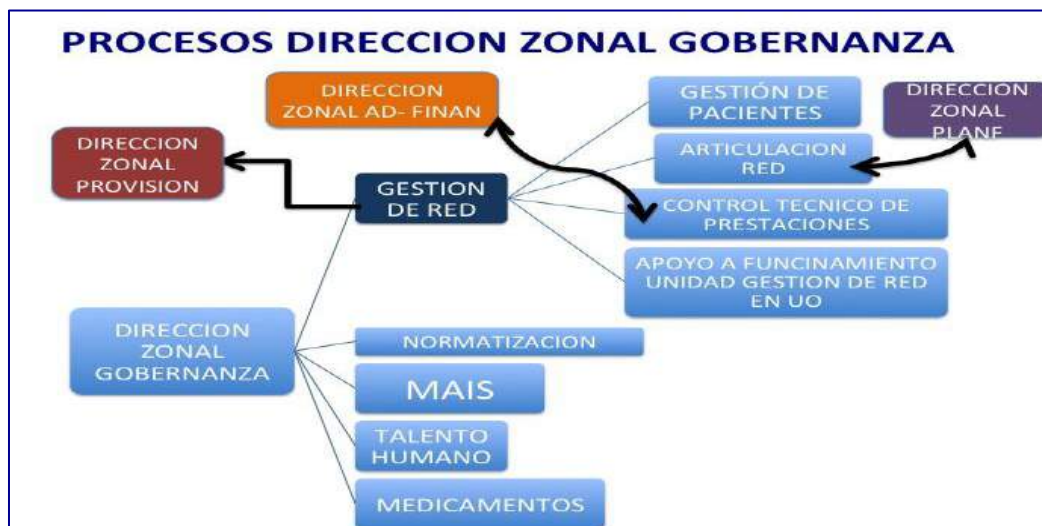 PROCESOS DIRECCION ZONAL GOBERNANZA
DIRECCION
ZONAL AD- FINAN
GESTIÓN DE
PACIENTES
DIRECCION
ZONAL
PLANF
DIRECCION
ZONAL
PROVISION
ARTICULACION
RED
GESTION
DE RED
CONTROL TECNICO DE
PRESTACIONES
APOYO A FUNCINAMIENTO
UNIDAD GESTION DE RED
EN UO
DIRECCION
ZONAL
GOBERNANZA
NORMATIZACION
MAIS
TALENTO
HUMANO
MEDICAMENTOS